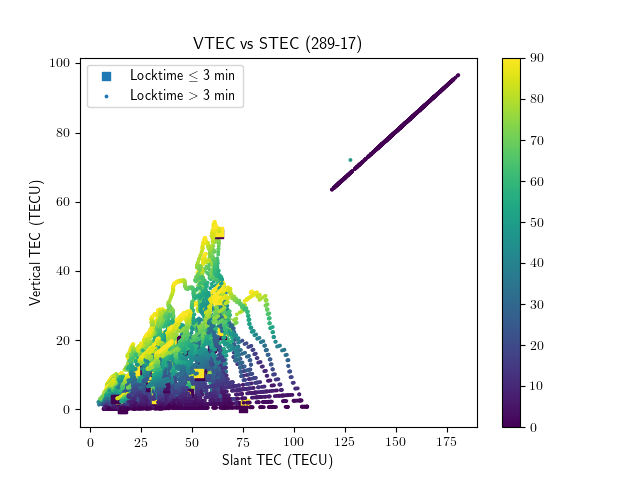 VTEC vs STEC (289-17)
Locktime ≤ 3 min
Locktime > 3 min
Vertical TEC (TECU)
100
80
60
40
20
0
0 25 50 75 100 125 150 175
Slant TEC (TECU)
90
80
70
60
50
40
30
20
10
0